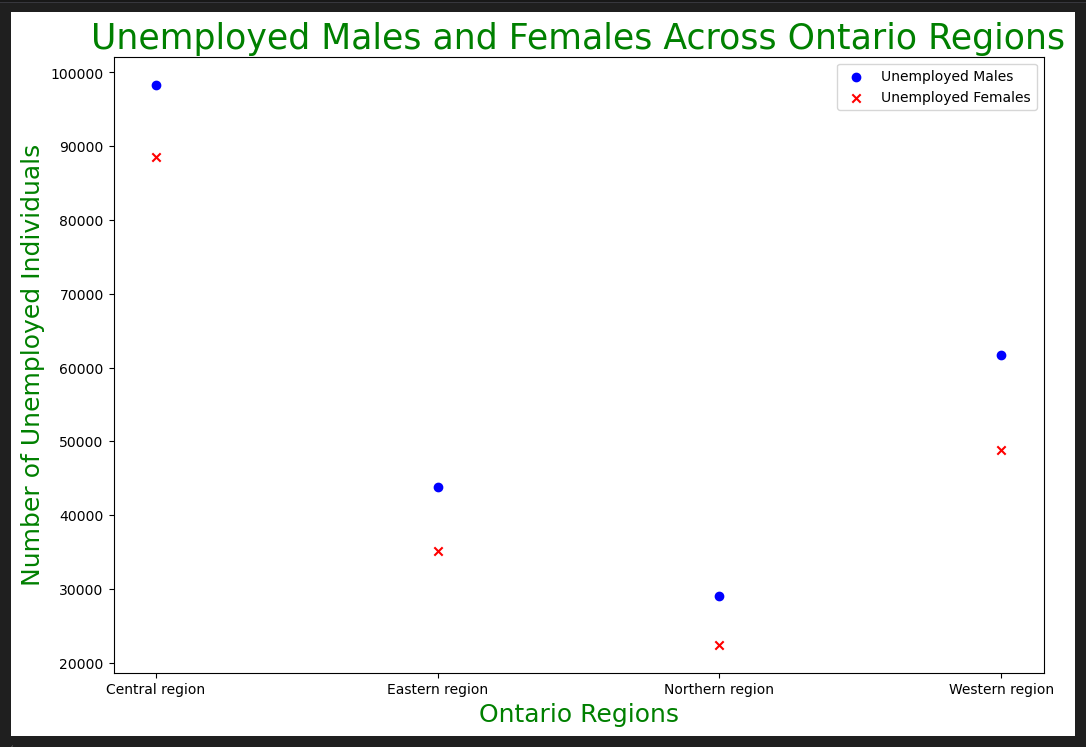 Unemployed Males and Females Across Ontario Regions
Unemployed Males
Unemployed Females
Number of Unemployed Individuals
100000
90000
80000
70000
60000
50000
40000
30000
20000
Central region
Eastern region
Northern region
Western region
Ontario Regions